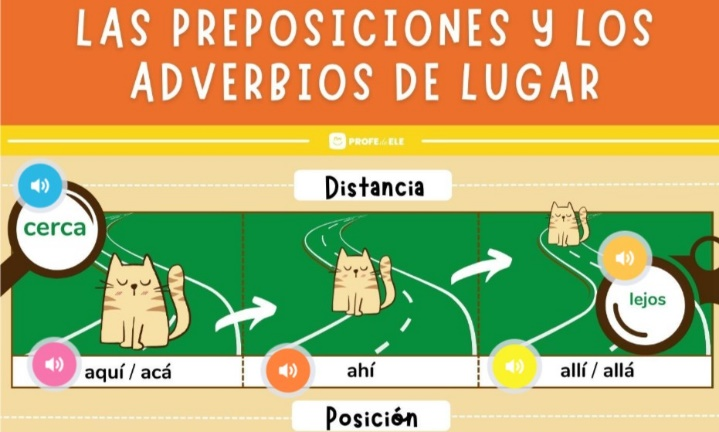 LAS PREPOSICIONES Y LOS
ADVERBIOS DE LUGAR
PROFE de ELE
Distancia
cerca
lejos
aquí / acá
ahí
allí / allá
Posición